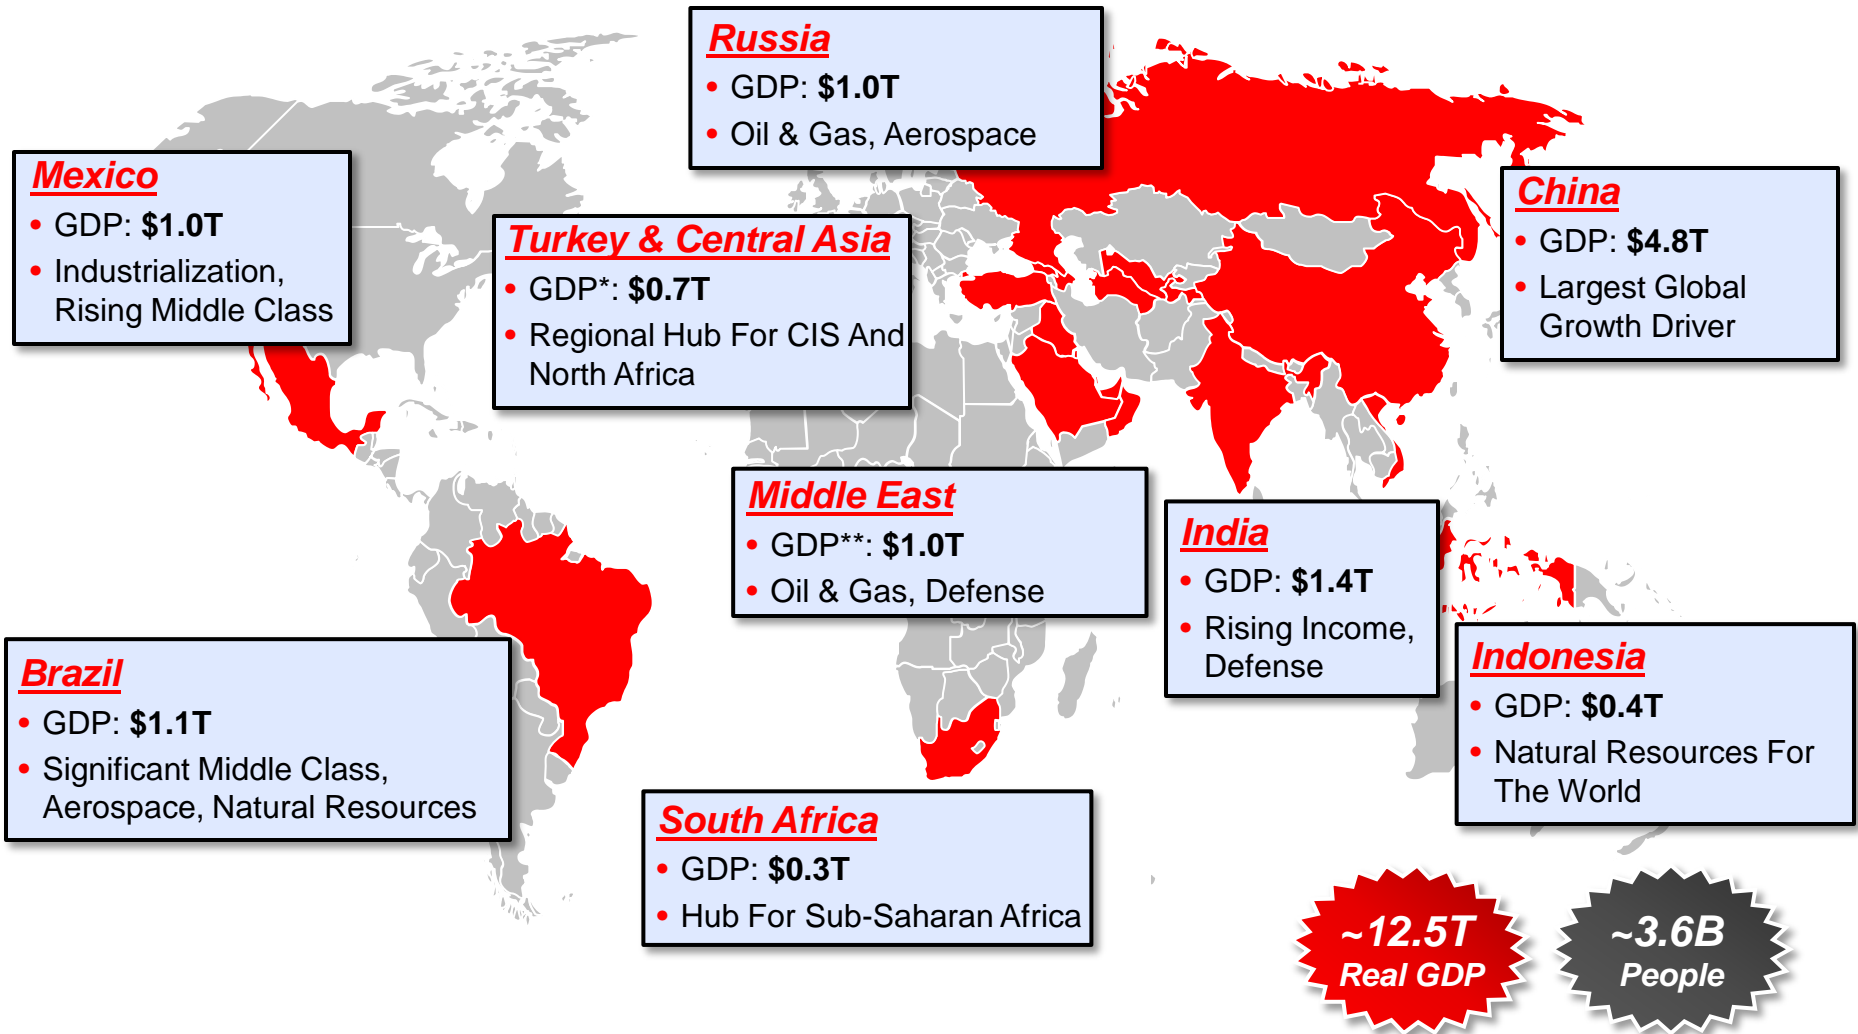 Russia
• GDP: $1.0T
• Oil & Gas, Aerospace
Mexico
• GDP: $1.0T
• Industrialization,
Rising Middle Class
China
• GDP: $4.8T
• Largest Global
Growth Driver
Turkey & Central Asia
• GDP*: $0.7T
• Regional Hub For CIS And
North Africa
Middle East
• GDP**: $1.0T
• Oil & Gas, Defense
India
• GDP: $1.4T
• Rising Income,
Defense
Indonesia
• GDP: $0.4T
• Natural Resources For
The World
Brazil
• GDP: $1.1T
• Significant Middle Class,
Aerospace, Natural Resources
South Africa
• GDP: $0.3T
• Hub For Sub-Saharan Africa
~12.5T
Real GDP
~3.6B
People